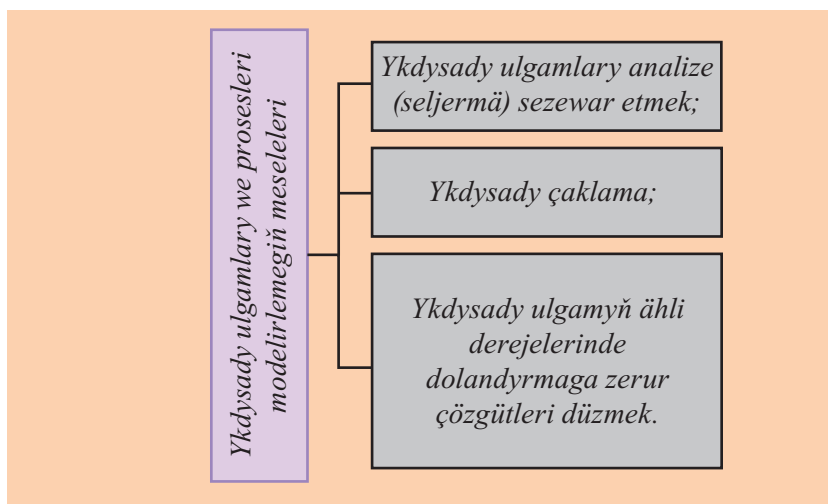 Ykdysady ulgamlary we prosesleri
modelirlemegiň meseleleri
Ykdysady ulgamlary analize
(seljermä) sezewar etmek;
Ykdysady çaklama;
Ykdysady ulgamyň ähli
derejelerinde
dolandyrmaga zerur
çözgütleri düzmek.